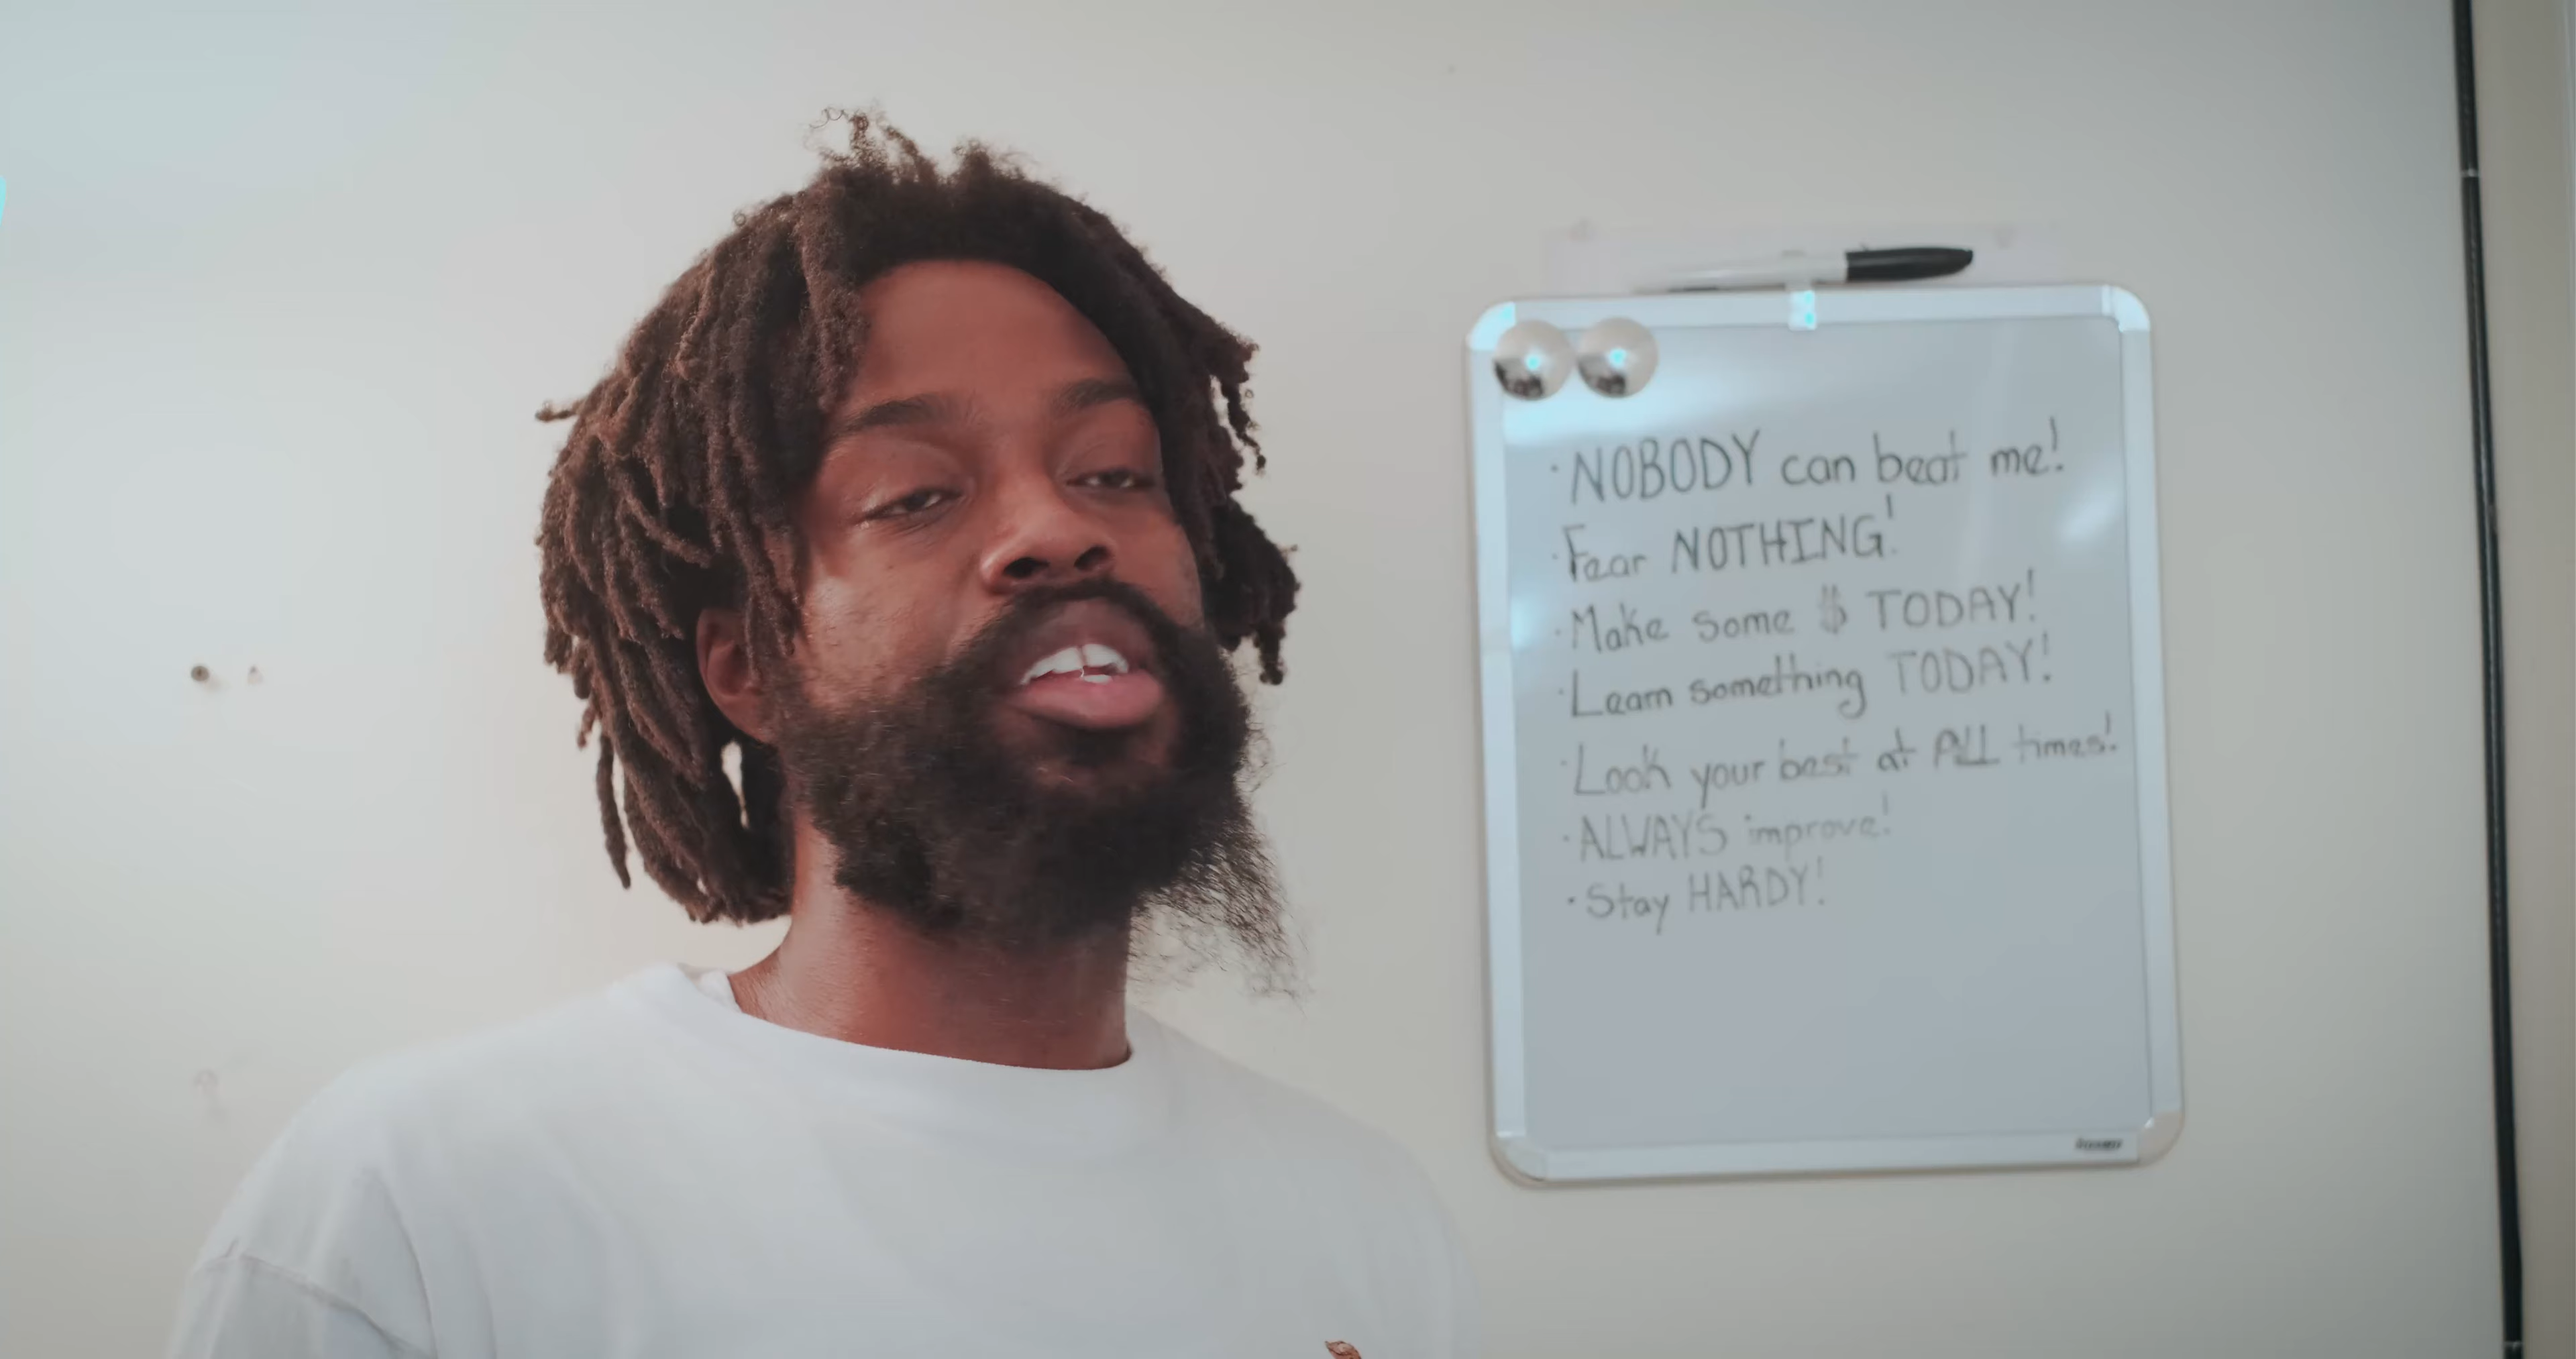 · NOBODY can beat me!
· Fear NOTHING!
· Make some $ TODAY!
· Learn something TODAY!
· Look your best at ALL times!
· ALWAYS improve!
· Stay HARDY!